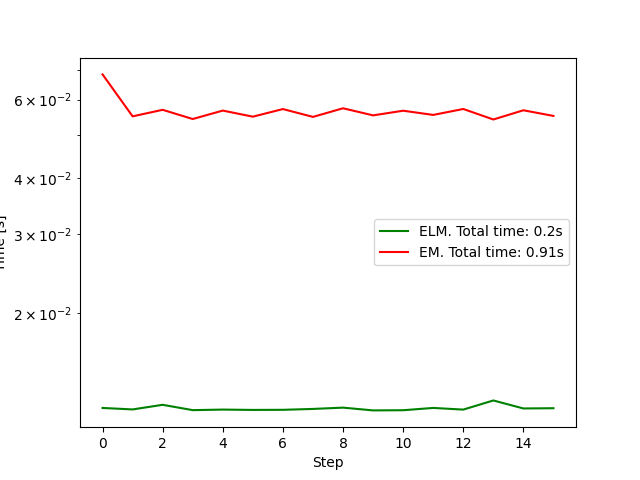 6 × 10⁻²
4 × 10⁻²
3 × 10⁻²
2 × 10⁻²
Time [s]
ELM. Total time: 0.2s
EM. Total time: 0.91s
0 2 4 6 8 10 12 14
Step